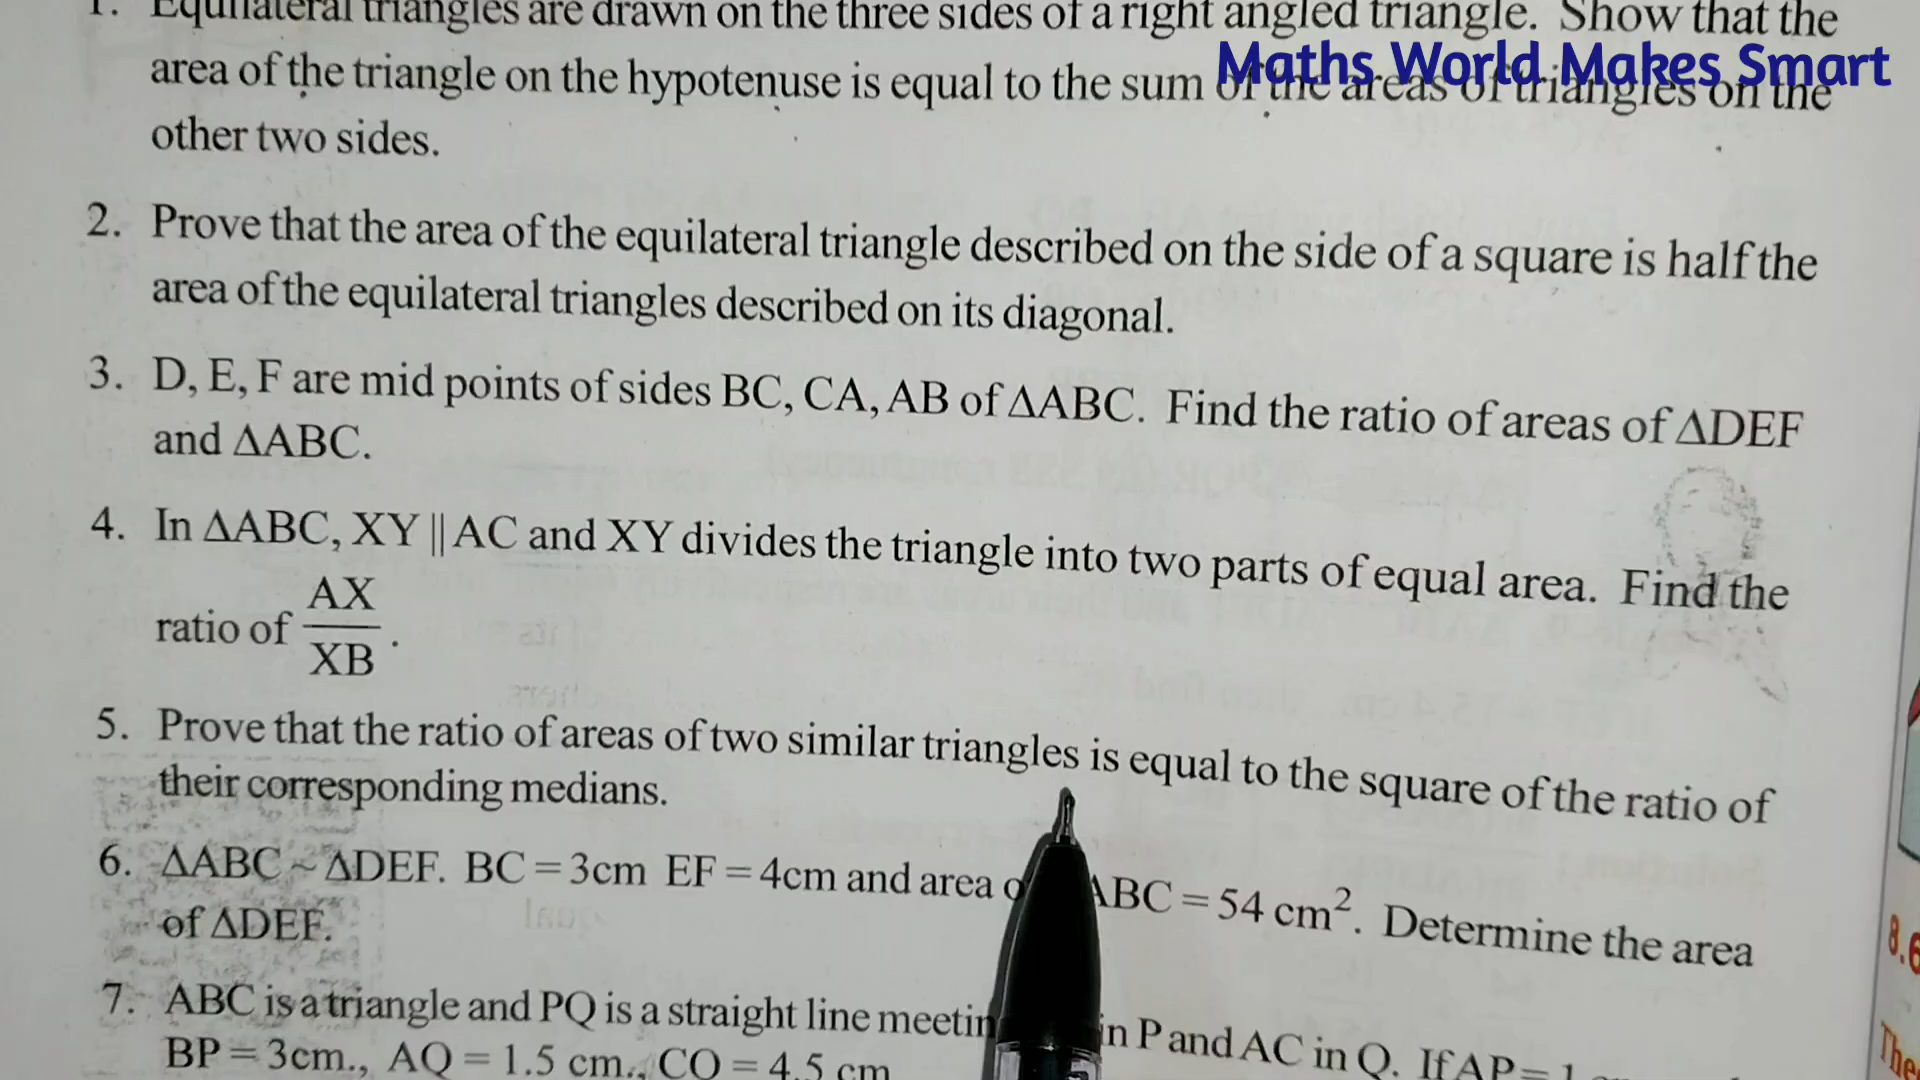 1. Equilateral triangles are drawn on the three sides of a right angled triangle. Show that the
Maths World Makes Smart
area of the triangle on the hypotenuse is equal to the sum of the areas of triangles on the
other two sides.
2. Prove that the area of the equilateral triangle described on the side of a square is half the
area of the equilateral triangles described on its diagonal.
3. D, E, F are mid points of sides BC, CA, AB of ΔABC. Find the ratio of areas of ΔDEF
and ΔABC.
4. In ΔABC, XY || AC and XY divides the triangle into two parts of equal area. Find the
ratio of AX/XB.
5. Prove that the ratio of areas of two similar triangles is equal to the square of the ratio of
their corresponding medians.
6. ΔABC ~ ΔDEF. BC = 3cm EF = 4cm and area ABC = 54 cm². Determine the area
of ΔDEF.
7. ABC is a triangle and PQ is a straight line in P and AC in Q. If AP = 1
BP = 3cm., AQ = 1.5 cm., CQ = 4.5 cm
8.6